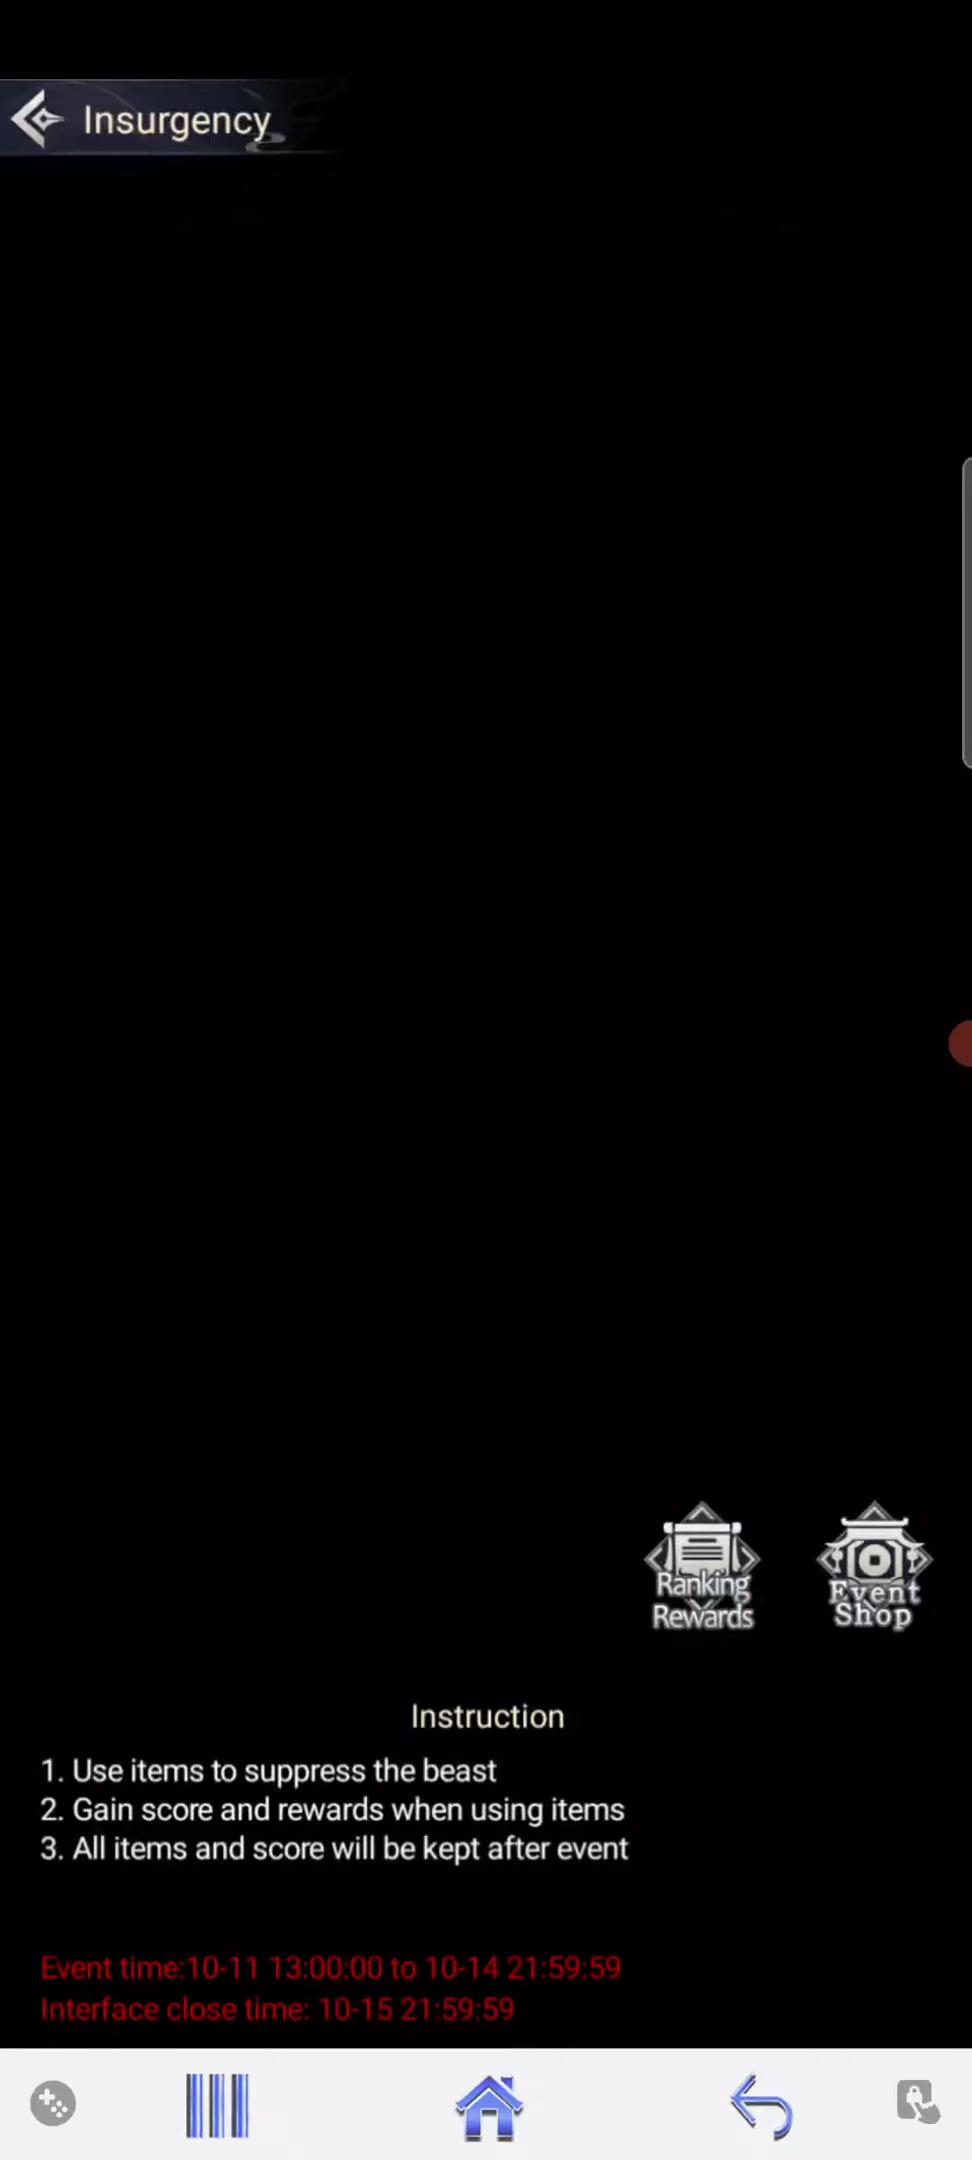 Insurgency
Ranking
Rewards
Event
Shop
Instruction
1. Use items to suppress the beast
2. Gain score and rewards when using items
3. All items and score will be kept after event
Event time:10-11 13:00:00 to 10-14 21:59:59
Interface close time: 10-15 21:59:59